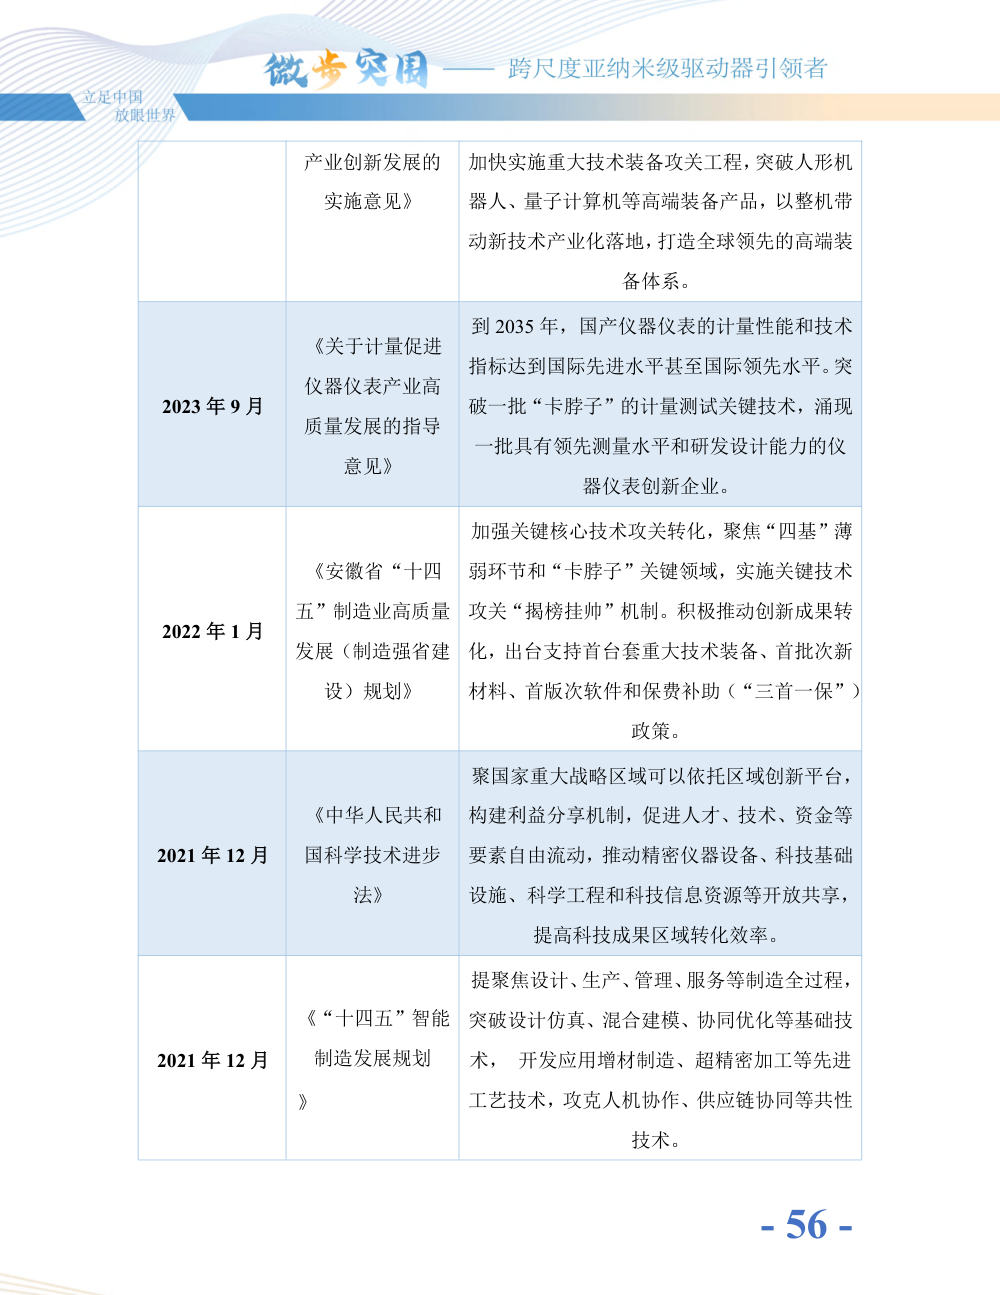 微步突围 —— 跨尺度亚纳米级驱动器引领者
立足中国
放眼世界
产业创新发展的
实施意见》
加快实施重大技术装备攻关工程，突破人形机
器人、量子计算机等高端装备产品，以整机带
动新技术产业化落地，打造全球领先的高端装
备体系。
2023 年 9 月
《关于计量促进
仪器仪表产业高
质量发展的指导
意见》
到 2035 年，国产仪器仪表的计量性能和技术
指标达到国际先进水平甚至国际领先水平。突
破一批“卡脖子”的计量测试关键技术，涌现
一批具有领先测量水平和研发设计能力的仪
器仪表创新企业。
2022 年 1 月
《安徽省“十四
五”制造业高质量
发展（制造强省建
设）规划》
加强关键核心技术攻关转化，聚焦“四基”薄
弱环节和“卡脖子”关键领域，实施关键技术
攻关“揭榜挂帅”机制。积极推动创新成果转
化，出台支持首台套重大技术装备、首批次新
材料、首版次软件和保费补助（“三首一保”）
政策。
2021 年 12 月
《中华人民共和
国科学技术进步
法》
聚国家重大战略区域可以依托区域创新平台，
构建利益分享机制，促进人才、技术、资金等
要素自由流动，推动精密仪器设备、科技基础
设施、科学工程和科技信息资源等开放共享，
提高科技成果区域转化效率。
2021 年 12 月
《“十四五”智能
制造发展规划
》
提聚焦设计、生产、管理、服务等制造全过程，
突破设计仿真、混合建模、协同优化等基础技
术， 开发应用增材制造、超精密加工等先进
工艺技术，攻克人机协作、供应链协同等共性
技术。
- 56 -